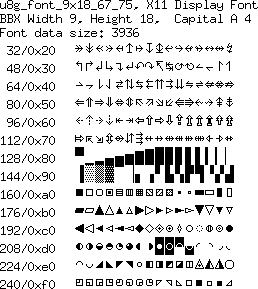 u8g_font_9x18_67_75, X11 Display Font
BBX Width 9, Height 18, Capital A 4
Font data size: 3936
32/0x20
48/0x30
64/0x40
80/0x50
96/0x60
112/0x70
128/0x80
144/0x90
160/0xa0
176/0xb0
192/0xc0
208/0xd0
224/0xe0
240/0xf0